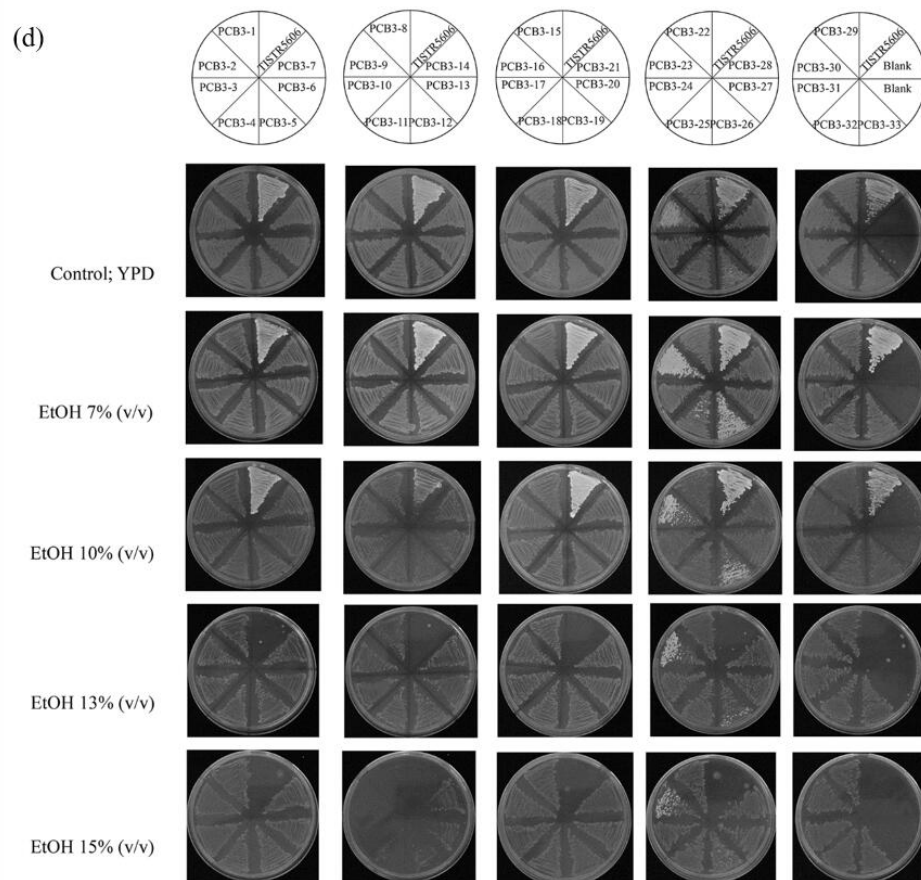 (d)
PCB3-1
TISTR5606
PCB3-2
PCB3-7
PCB3-3
PCB3-6
PCB3-4
PCB3-5
PCB3-8
TISTR5606
PCB3-9
PCB3-14
PCB3-10
PCB3-13
PCB3-11
PCB3-12
PCB3-15
TISTR5606
PCB3-16
PCB3-21
PCB3-17
PCB3-20
PCB3-18
PCB3-19
PCB3-22
TISTR5606
PCB3-23
PCB3-28
PCB3-24
PCB3-27
PCB3-25
PCB3-26
PCB3-29
TISTR5606
PCB3-30
Blank
PCB3-31
Blank
PCB3-32
PCB3-33
Control; YPD
EtOH 7% (v/v)
EtOH 10% (v/v)
EtOH 13% (v/v)
EtOH 15% (v/v)